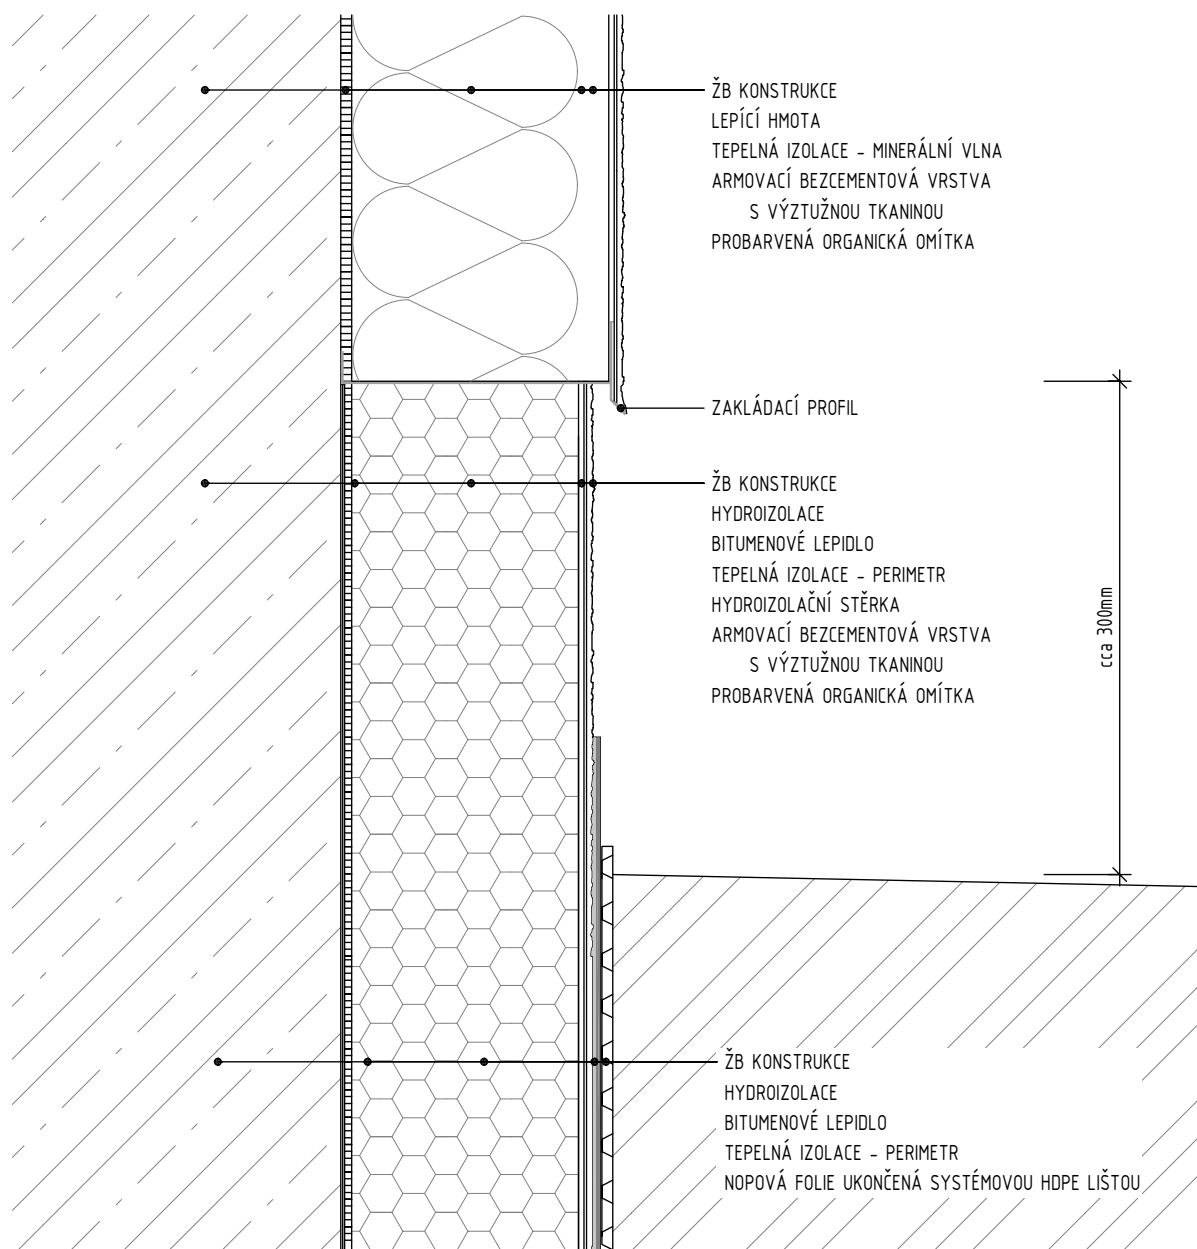 ŽB KONSTRUKCE
LEPÍCÍ HMOTA
TEPELNÁ IZOLACE - MINERÁLNÍ VLNA
ARMOVACÍ BEZCEMENTOVÁ VRSTVA
S VÝZTUŽNOU TKANINOU
PROBARVENÁ ORGANICKÁ OMÍTKA
ZAKLÁDACÍ PROFIL
ŽB KONSTRUKCE
HYDROIZOLACE
BITUMENOVÉ LEPIDLO
TEPELNÁ IZOLACE - PERIMETR
HYDROIZOLAČNÍ STĚRKA
ARMOVACÍ BEZCEMENTOVÁ VRSTVA
S VÝZTUŽNOU TKANINOU
PROBARVENÁ ORGANICKÁ OMÍTKA
cca 300mm
ŽB KONSTRUKCE
HYDROIZOLACE
BITUMENOVÉ LEPIDLO
TEPELNÁ IZOLACE - PERIMETR
NOPOVÁ FOLIE UKONČENÁ SYSTÉMOVOU HDPE LIŠTOU